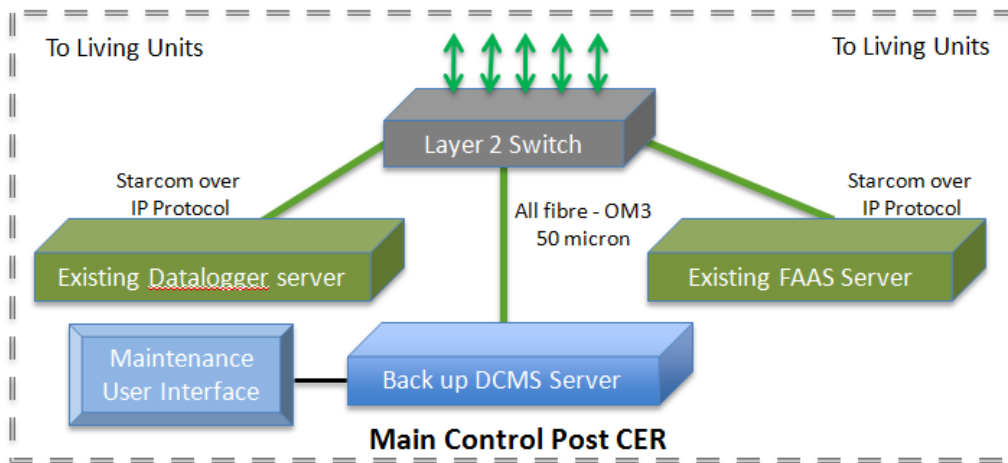 To Living Units
To Living Units
Layer 2 Switch
Starcom over
IP Protocol
All fibre - OM3
50 micron
Starcom over
IP Protocol
Existing Datalogger server
Existing FAAS Server
Maintenance
User Interface
Back up DCMS Server
Main Control Post CER